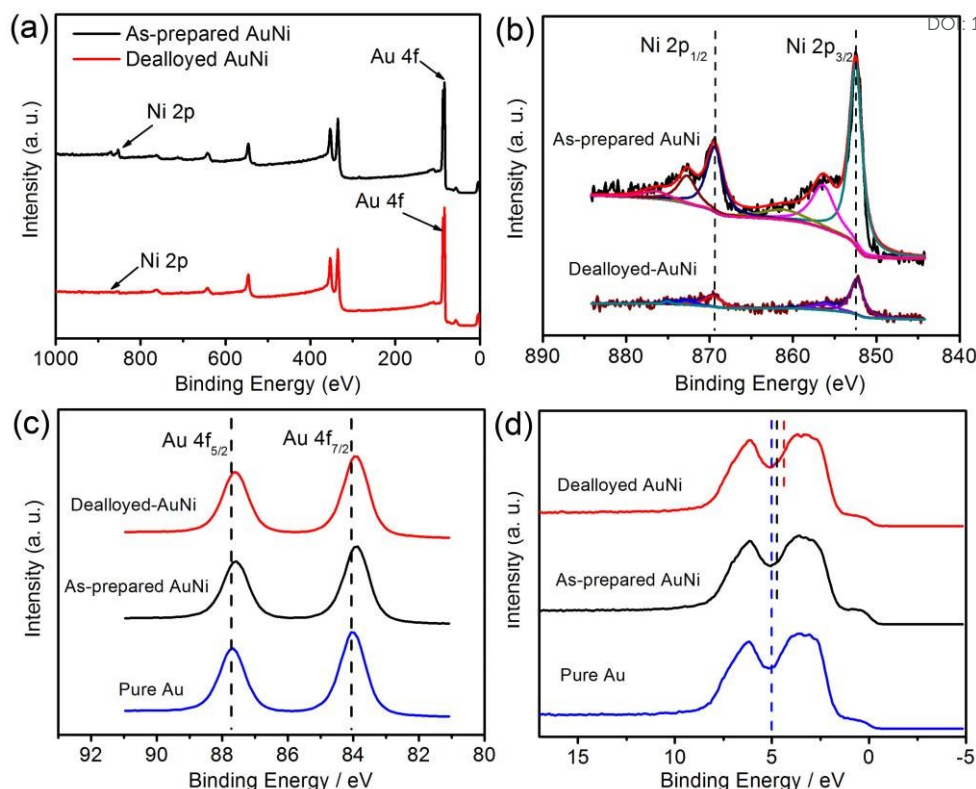 (a)
As-prepared AuNi
Dealloyed AuNi
Au 4f
Ni 2p
Au 4f
Ni 2p
Intensity (a. u.)
1000 800 600 400 200 0
Binding Energy (eV)
(b)
DOI: 1
Ni 2p1/2
Ni 2p3/2
As-prepared AuNi
Dealloyed-AuNi
Intensity (a. u.)
890 880 870 860 850 840
Binding Energy (eV)
(c)
Au 4f5/2
Au 4f7/2
Dealloyed-AuNi
As-prepared AuNi
Pure Au
Intensity (a. u.)
92 90 88 86 84 82 80
Binding Energy / eV
(d)
Dealloyed AuNi
As-prepared AuNi
Pure Au
Intensity (a. u.)
15 10 5 0 -5
Binding Energy / eV